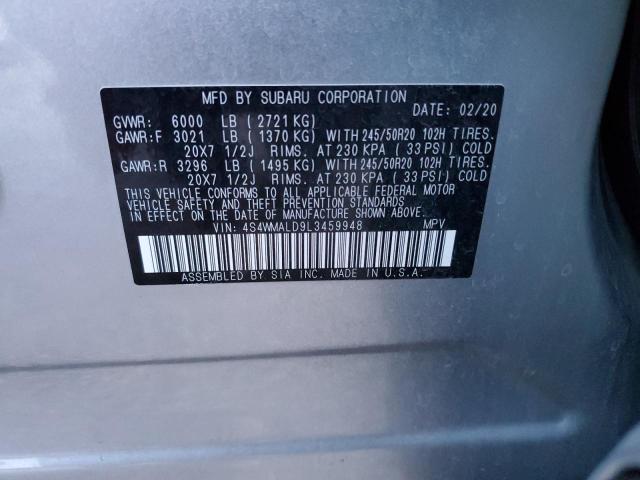 MFD BY SUBARU CORPORATION
DATE: 02/20
GVWR: 6000 LB (2721 KG)
GAWR:F 3021 LB (1370 KG) WITH 245/50R20 102H TIRES.
20X7 1/2J RIMS. AT 230 KPA (33 PSI) COLD
GAWR:R 3296 LB (1495 KG) WITH 245/50R20 102H TIRES.
20X7 1/2J RIMS. AT 230 KPA (33 PSI) COLD
THIS VEHICLE CONFORMS TO ALL APPLICABLE FEDERAL MOTOR
VEHICLE SAFETY, BUMPER, AND THEFT PREVENTION STANDARDS
IN EFFECT ON THE DATE OF MANUFACTURE SHOWN ABOVE.
VIN: 4S4WMALD9L3459948 MPV
ASSEMBLED BY SIA INC. MADE IN U.S.A.